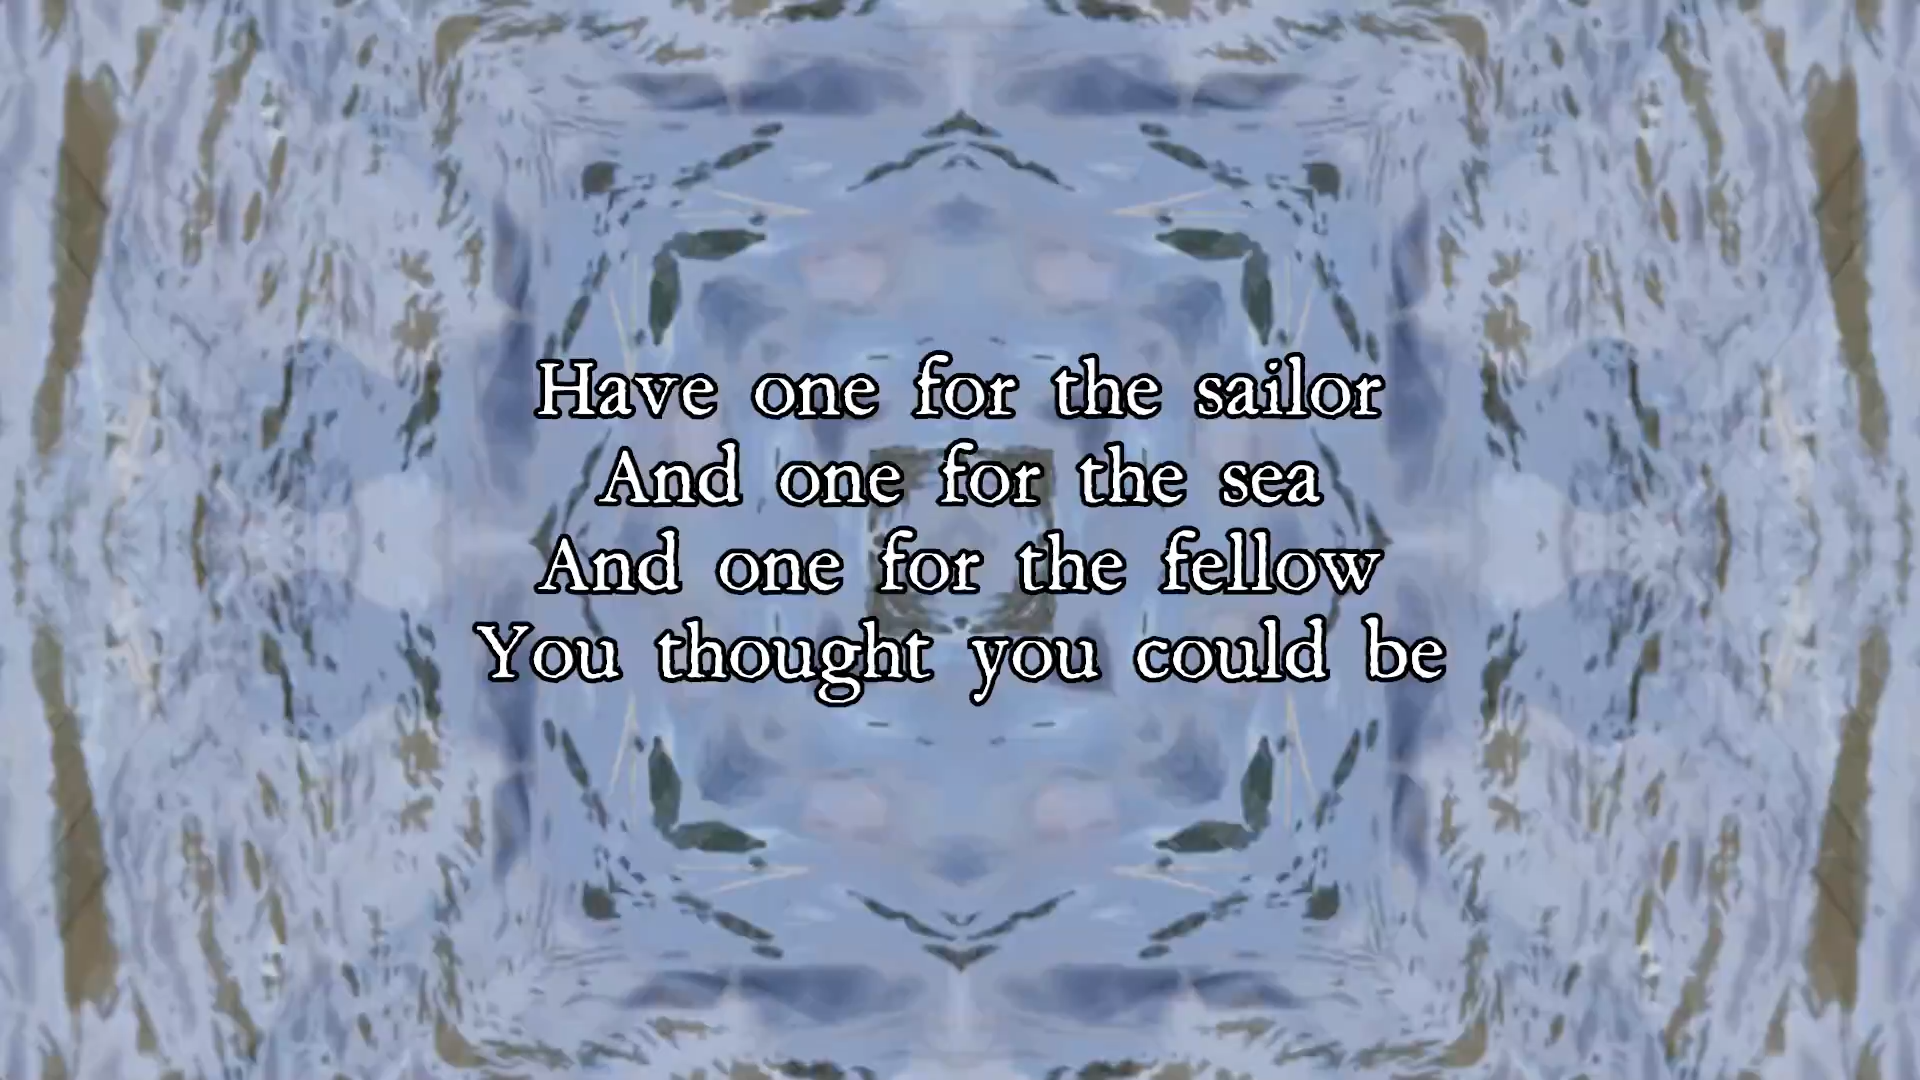 Have one for the sailor
And one for the sea
And one for the fellow
You thought you could be